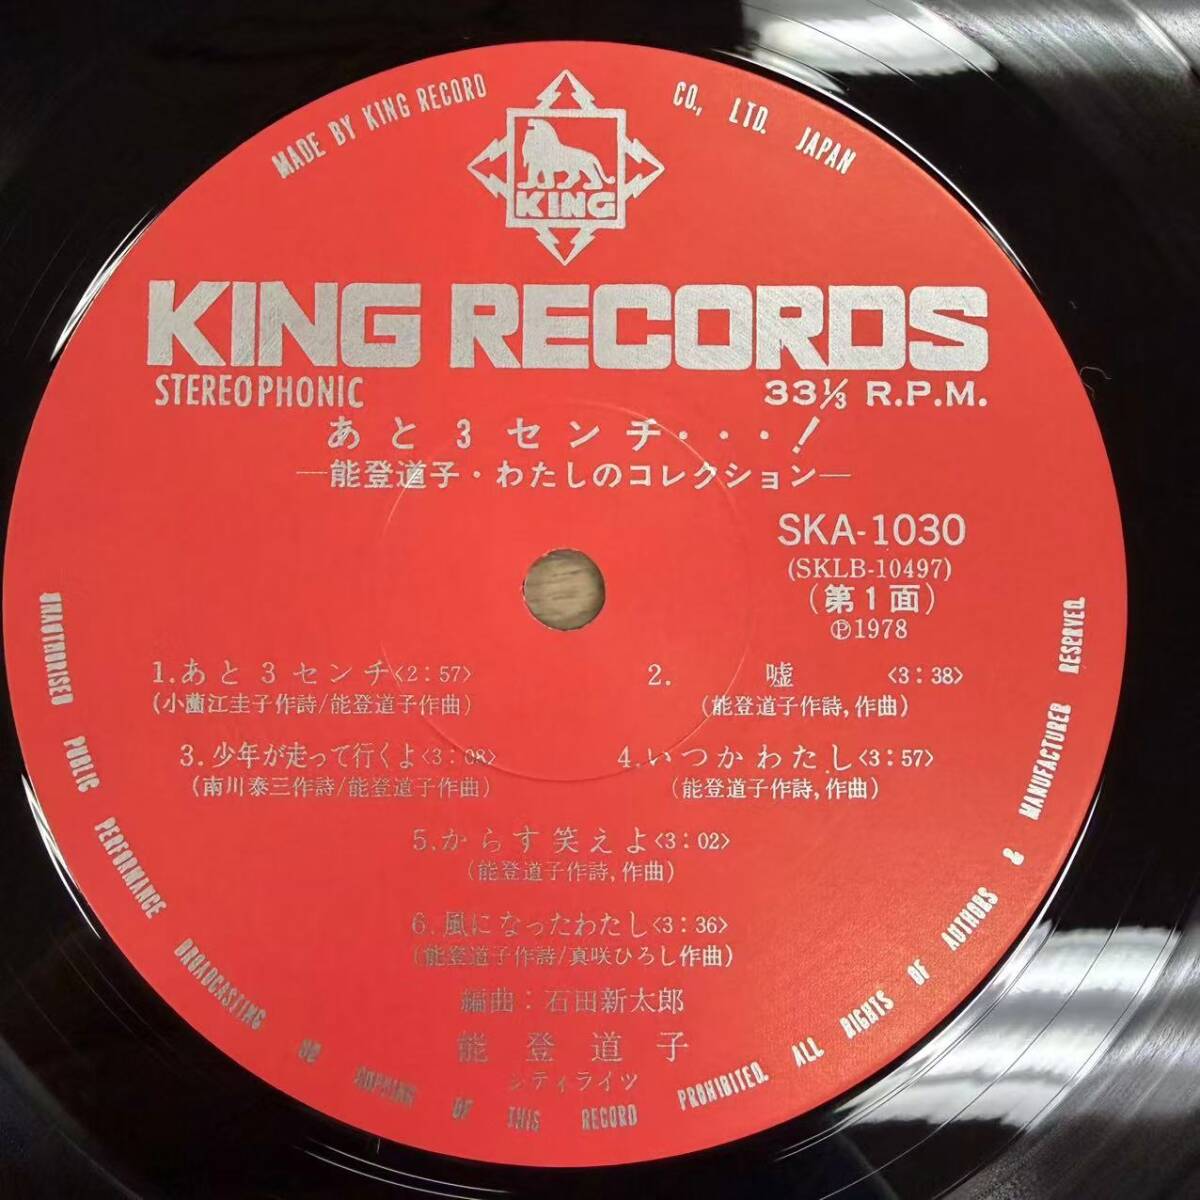 MADE BY KING RECORD CO., LTD. JAPAN
KING
KING RECORDS
STEREOPHONIC
33⅓ R.P.M.
あと3センチ・・・!
—能登道子・わたしのコレクション—
SKA-1030
(SKLB-10497)
(第1面)
Ⓟ1978
1.あと3センチ<2:57>
(小薗江圭子作詩/能登道子作曲)
2. 嘘 <3:38>
(能登道子作詩,作曲)
3.少年が走って行くよ<3:08>
(南川泰三作詩/能登道子作曲)
4.いつかわたし<3:57>
(能登道子作詩,作曲)
5.からす笑えよ<3:02>
(能登道子作詩,作曲)
6.風になったわたし<3:36>
(能登道子作詩/真咲ひろし作曲)
編曲:石田新太郎
能登道子
シティライツ
UNAUTHORISED PUBLIC PERFORMANCE BROADCASTING OR COPYING OF THIS RECORD PROHIBITED. ALL RIGHTS OF AUTHORS & MANUFACTURER RESERVED.